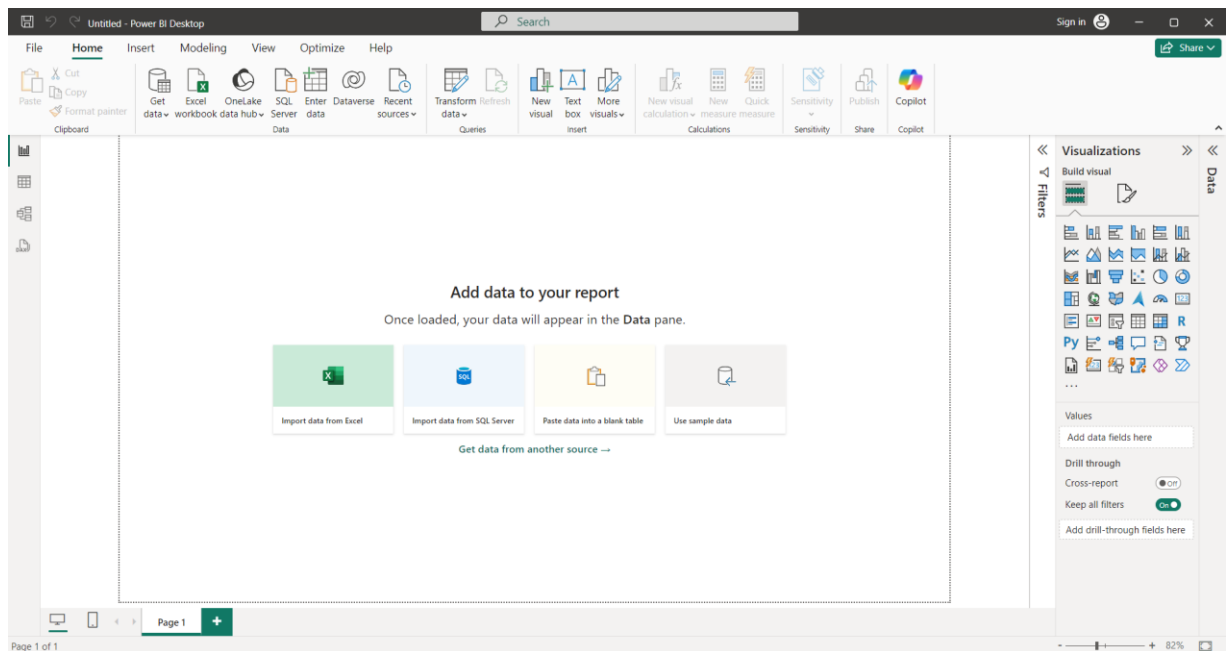 Untitled - Power BI Desktop
Search
Sign in
File Home Insert Modeling View Optimize Help
Share
Paste
Cut
Copy
Format painter
Clipboard
Get data
Excel workbook
OneLake data hub
SQL Server
Enter data
Dataverse
Recent sources
Data
Transform data
Refresh
Queries
New visual
Text box
More visuals
Insert
New visual calculation
New measure
Quick measure
Calculations
Sensitivity
Sensitivity
Publish
Share
Copilot
Copilot
Add data to your report
Once loaded, your data will appear in the Data pane.
SQL
Import data from Excel
Import data from SQL Server
Paste data into a blank table
Use sample data
Get data from another source →
Filters
Visualizations
Build visual
123
R
Py
...
Values
Add data fields here
Drill through
Cross-report
Off
Keep all filters
On
Add drill-through fields here
Data
Page 1
Page 1 of 1
82%